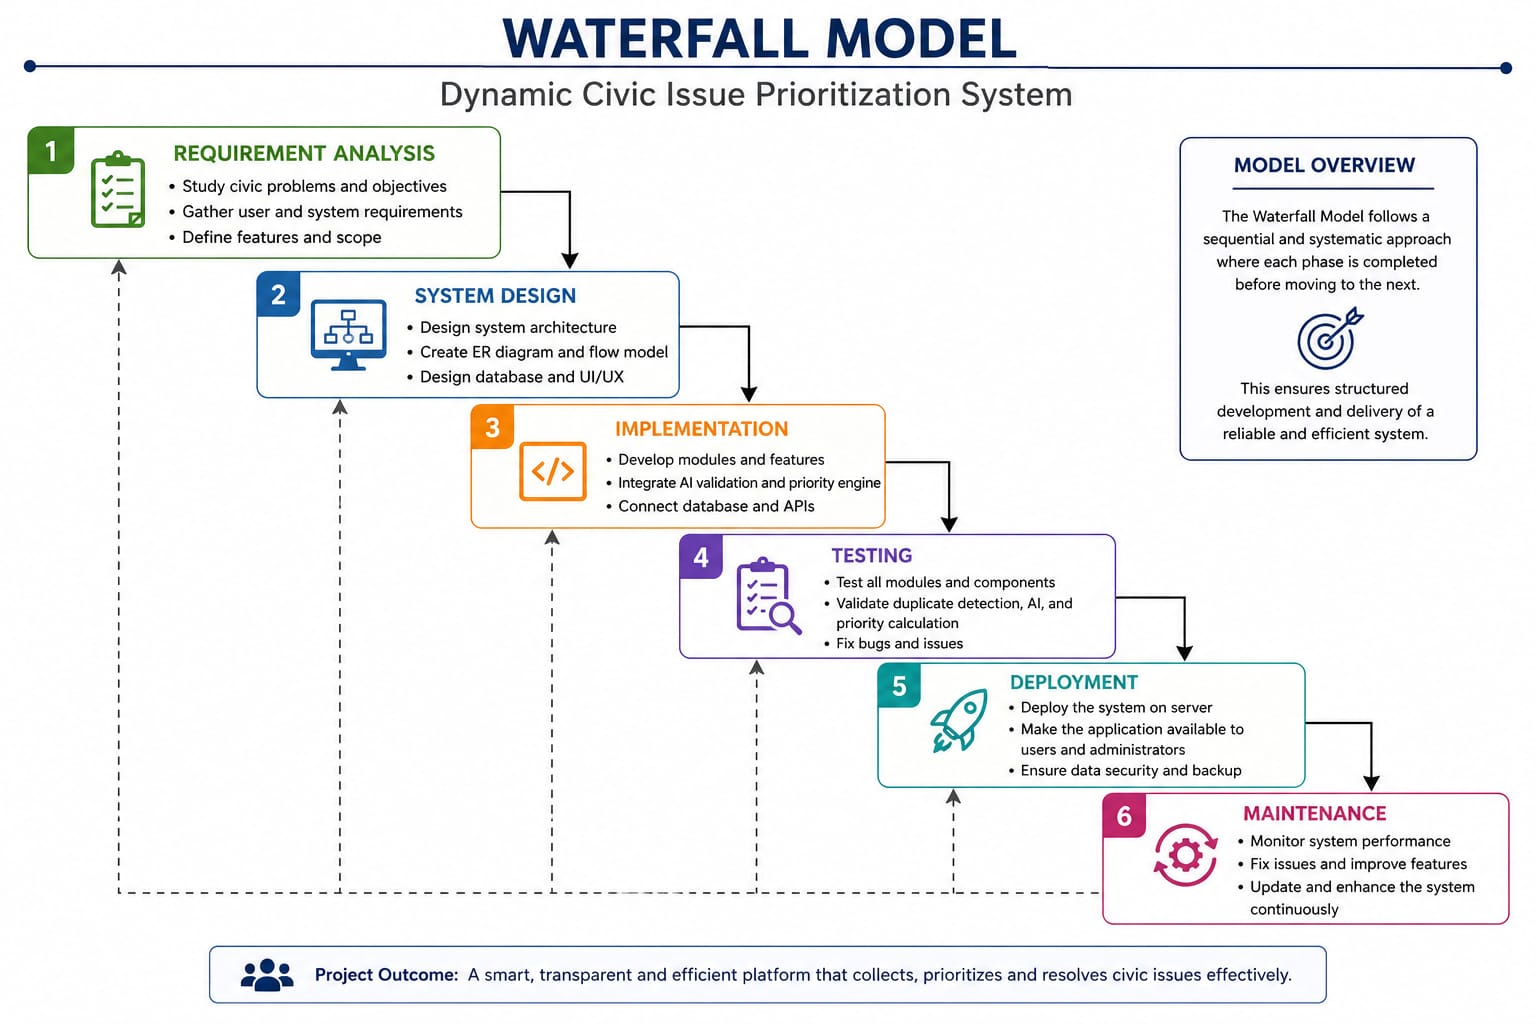 WATERFALL MODEL
Dynamic Civic Issue Prioritization System
1
REQUIREMENT ANALYSIS
• Study civic problems and objectives
• Gather user and system requirements
• Define features and scope
MODEL OVERVIEW
The Waterfall Model follows a
sequential and systematic approach
where each phase is completed
before moving to the next.
This ensures structured
development and delivery of a
reliable and efficient system.
2
SYSTEM DESIGN
• Design system architecture
• Create ER diagram and flow model
• Design database and UI/UX
3
</>
IMPLEMENTATION
• Develop modules and features
• Integrate AI validation and priority engine
• Connect database and APIs
4
TESTING
• Test all modules and components
• Validate duplicate detection, AI, and
priority calculation
• Fix bugs and issues
5
DEPLOYMENT
• Deploy the system on server
• Make the application available to
users and administrators
• Ensure data security and backup
6
MAINTENANCE
• Monitor system performance
• Fix issues and improve features
• Update and enhance the system
continuously
Project Outcome: A smart, transparent and efficient platform that collects, prioritizes and resolves civic issues effectively.